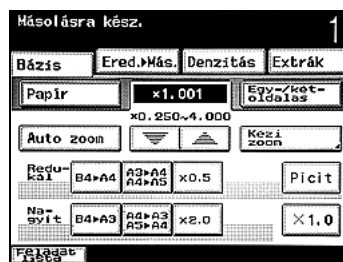 Másolásra kész.
1
Bázis
Ered.▶Más.
Denzitás
Extrák
Papír
×1.001
Egy-/két-
oldalas
×0.250~4.000
Auto zoom
Kézi
zoom
Redu-
kál
B4▶A4
A3▶A4
A4▶A5
×0.5
Picit
Na-
gyít
B4▶A3
A4▶A3
A5▶A4
×2.0
×1.0
Feladat
lista